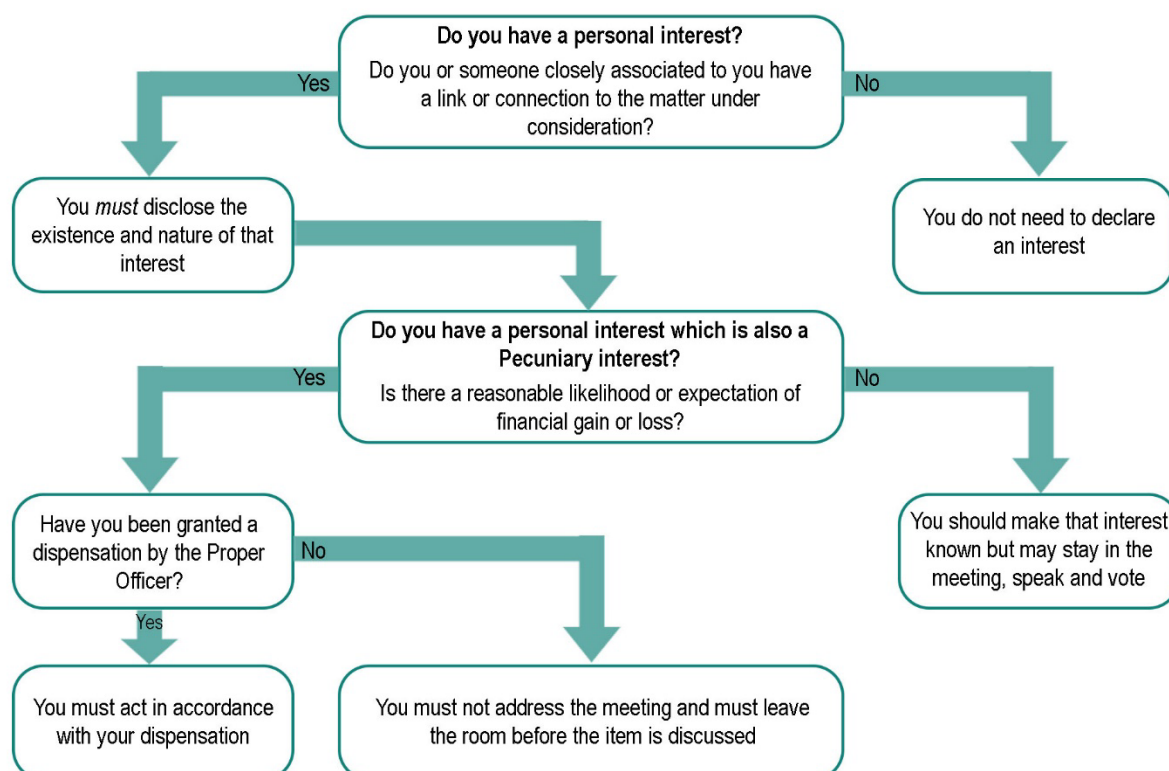 Do you have a personal interest?
Do you or someone closely associated to you have
a link or connection to the matter under
consideration?
Yes
No
You must disclose the
existence and nature of that
interest
You do not need to declare
an interest
Do you have a personal interest which is also a
Pecuniary interest?
Is there a reasonable likelihood or expectation of
financial gain or loss?
Yes
No
Have you been granted a
dispensation by the Proper
Officer?
No
You should make that interest
known but may stay in the
meeting, speak and vote
Yes
You must act in accordance
with your dispensation
You must not address the meeting and must leave
the room before the item is discussed